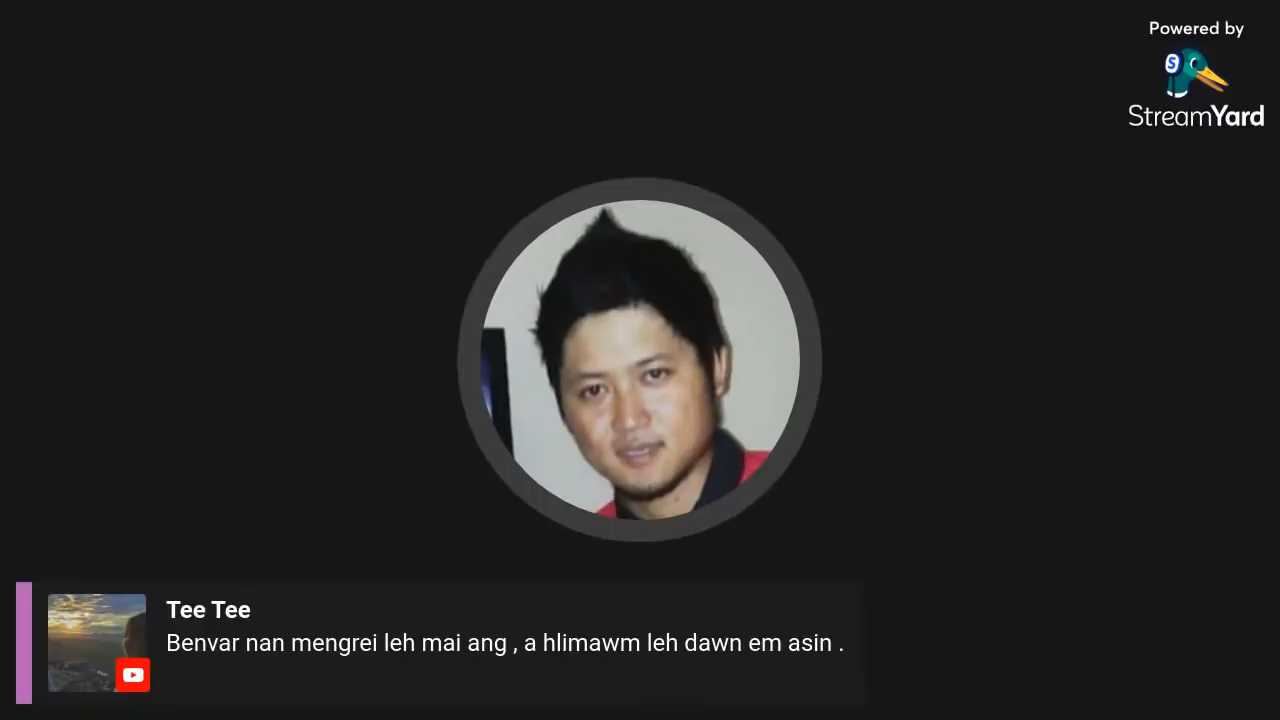 Powered by
S
StreamYard
Tee Tee
Benvar nan mengrei leh mai ang , a hlimawm leh dawn em asin .